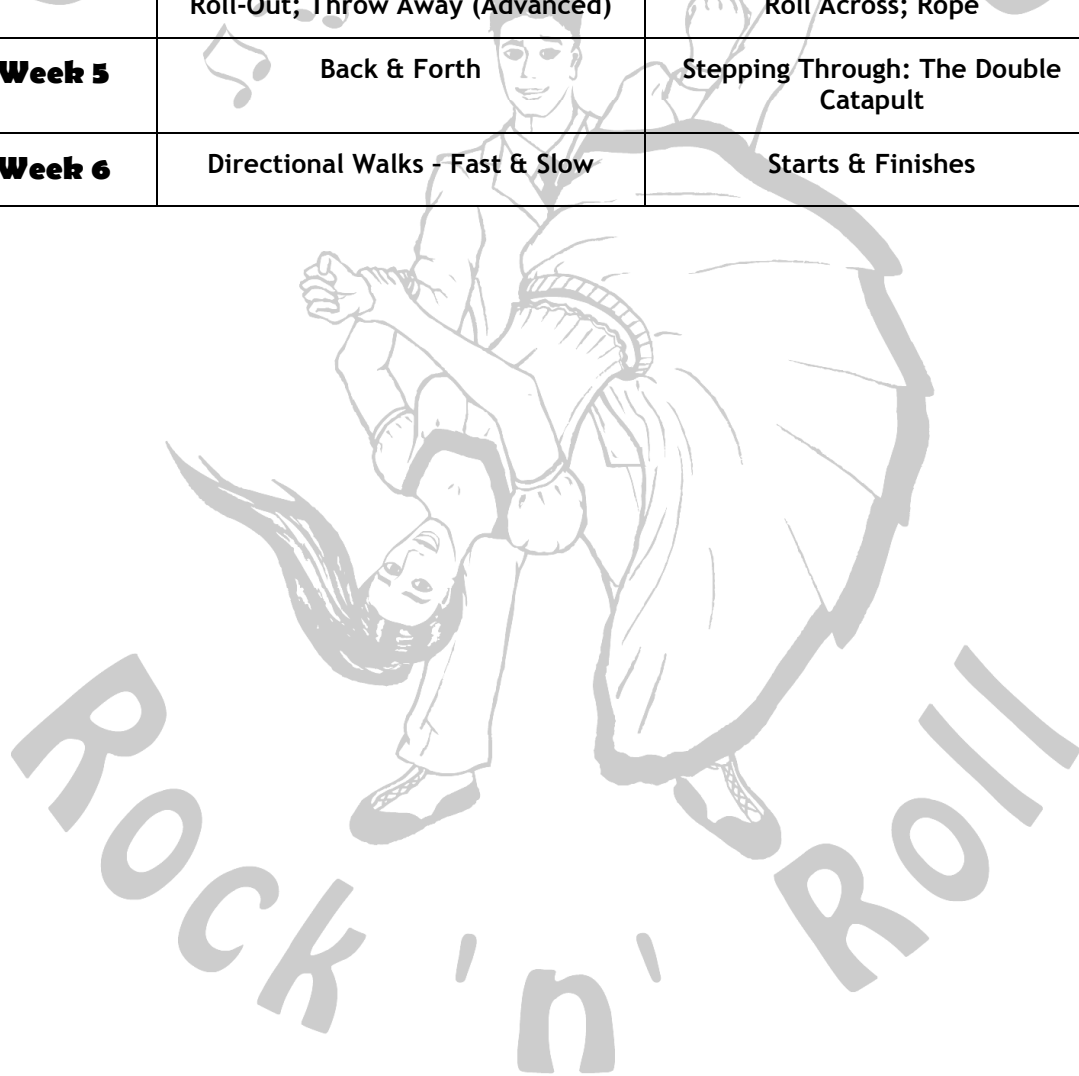 Roll-Out; Throw Away (Advanced) Roll Across; Rope
Week 5 Back & Forth Stepping Through: The Double
Catapult
Week 6 Directional Walks – Fast & Slow Starts & Finishes
Rock 'n' Roll